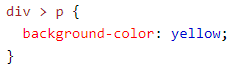 div > p {
  background-color: yellow;
}